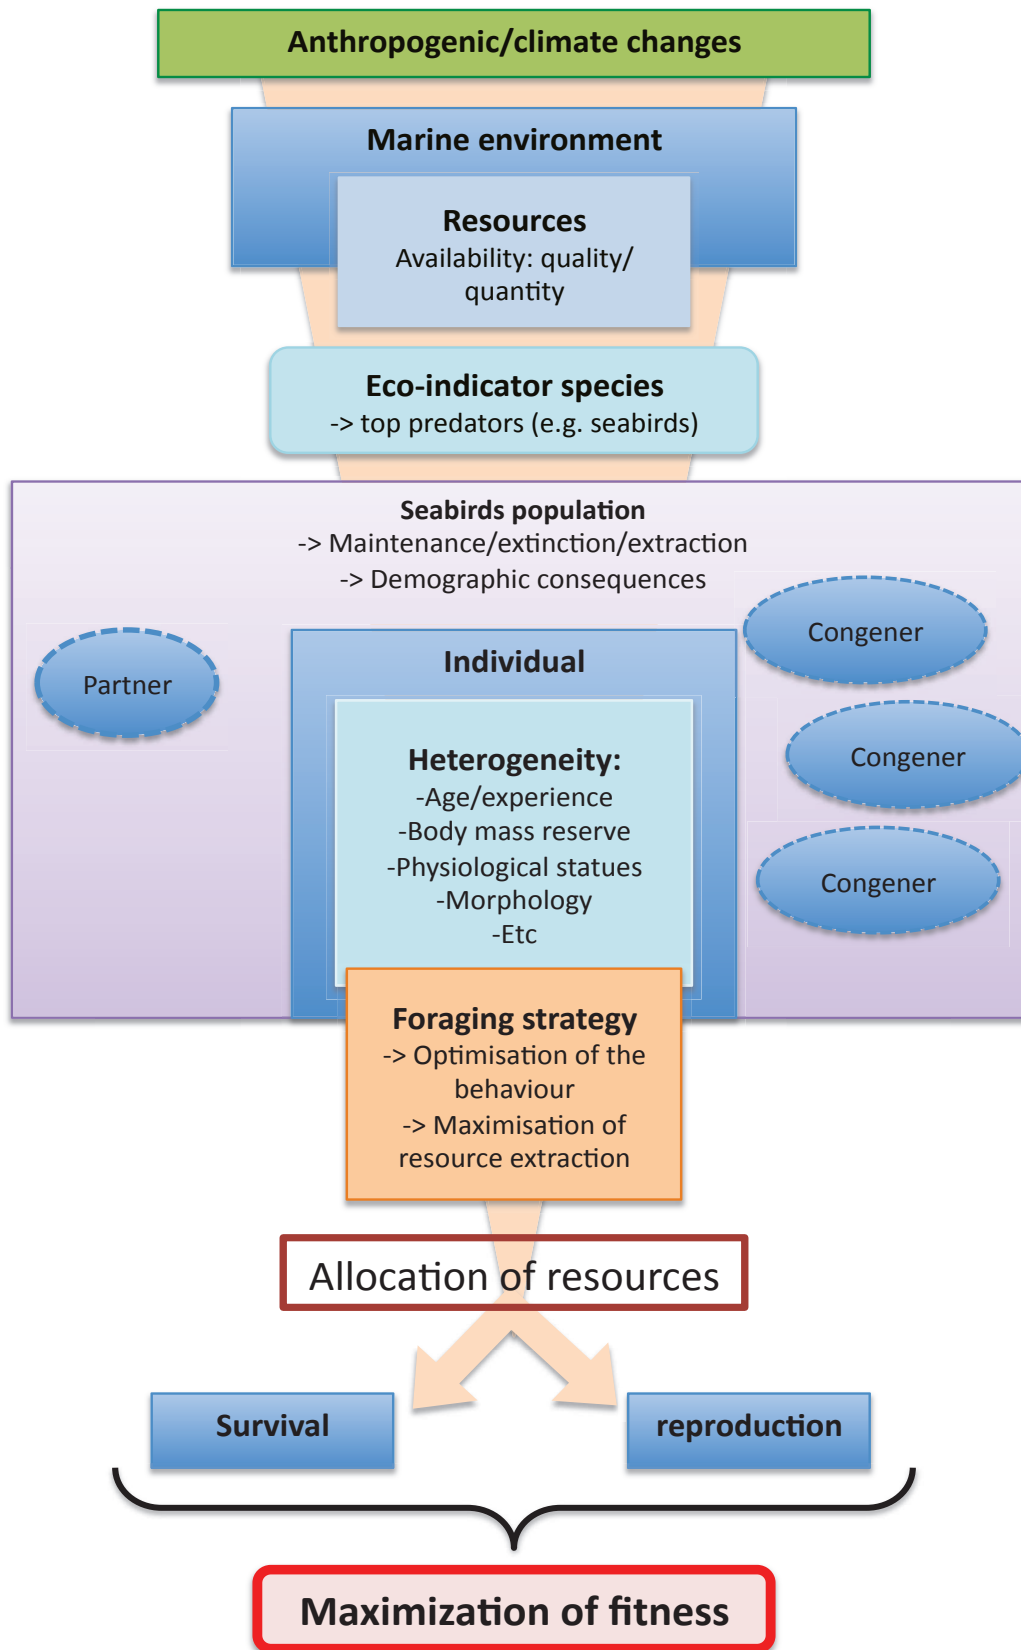 Anthropogenic/climate changes
Marine environment
Resources
Availability: quality/
quantity
Eco-indicator species
-> top predators (e.g. seabirds)
Seabirds population
-> Maintenance/extinction/extraction
-> Demographic consequences
Partner
Individual
Congener
Congener
Congener
Heterogeneity:
-Age/experience
-Body mass reserve
-Physiological statues
-Morphology
-Etc
Foraging strategy
-> Optimisation of the
behaviour
-> Maximisation of
resource extraction
Allocation of resources
Survival
reproduction
Maximization of fitness